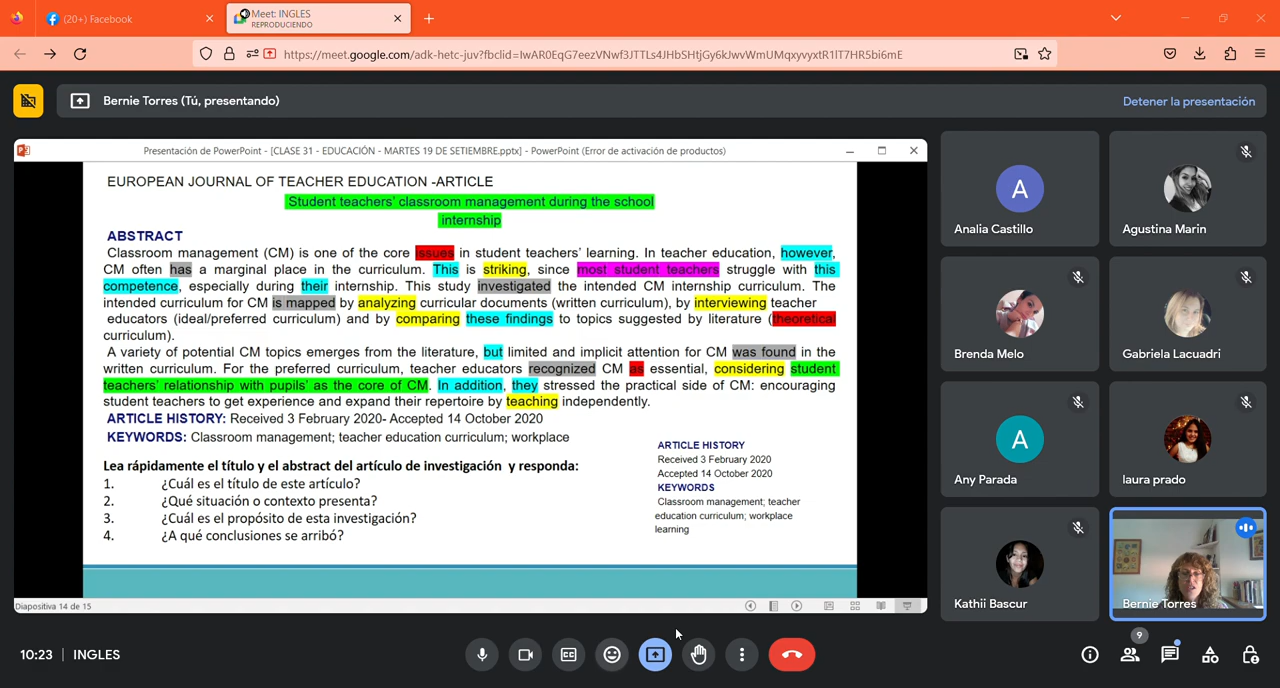 (20+) Facebook
Meet: INGLES
REPRODUCIENDO
https://meet.google.com/adk-hetc-juv?fbclid=IwAR0EqG7eezVNwf3JTTLs4JHbSHtjGy6kJwvWmUMqxyvyxtR1lT7HR5bi6mE
Bernie Torres (Tú, presentando)
Detener la presentación
Presentación de PowerPoint - [CLASE 31 - EDUCACIÓN - MARTES 19 DE SETIEMBRE.pptx] - PowerPoint (Error de activación de productos)
EUROPEAN JOURNAL OF TEACHER EDUCATION -ARTICLE
Student teachers' classroom management during the school
internship
ABSTRACT
Classroom management (CM) is one of the core issues in student teachers' learning. In teacher education, however,
CM often has a marginal place in the curriculum. This is striking, since most student teachers struggle with this
competence, especially during their internship. This study investigated the intended CM internship curriculum. The
intended curriculum for CM is mapped by analyzing curricular documents (written curriculum), by interviewing teacher
educators (ideal/preferred curriculum) and by comparing these findings to topics suggested by literature (theoretical
curriculum).
A variety of potential CM topics emerges from the literature, but limited and implicit attention for CM was found in the
written curriculum. For the preferred curriculum, teacher educators recognized CM as essential, considering student
teachers' relationship with pupils' as the core of CM. In addition, they stressed the practical side of CM: encouraging
student teachers to get experience and expand their repertoire by teaching independently.
ARTICLE HISTORY: Received 3 February 2020- Accepted 14 October 2020
KEYWORDS: Classroom management; teacher education curriculum; workplace
ARTICLE HISTORY
Received 3 February 2020
Accepted 14 October 2020
KEYWORDS
Classroom management; teacher
education curriculum; workplace
learning
Lea rápidamente el título y el abstract del artículo de investigación y responda:
1. ¿Cuál es el título de este artículo?
2. ¿Qué situación o contexto presenta?
3. ¿Cuál es el propósito de esta investigación?
4. ¿A qué conclusiones se arribó?
Diapositiva 14 de 15
A
Analia Castillo
Agustina Marin
Brenda Melo
Gabriela Lacuadri
A
Any Parada
laura prado
Kathii Bascur
Bernie Torres
10:23 | INGLES
9